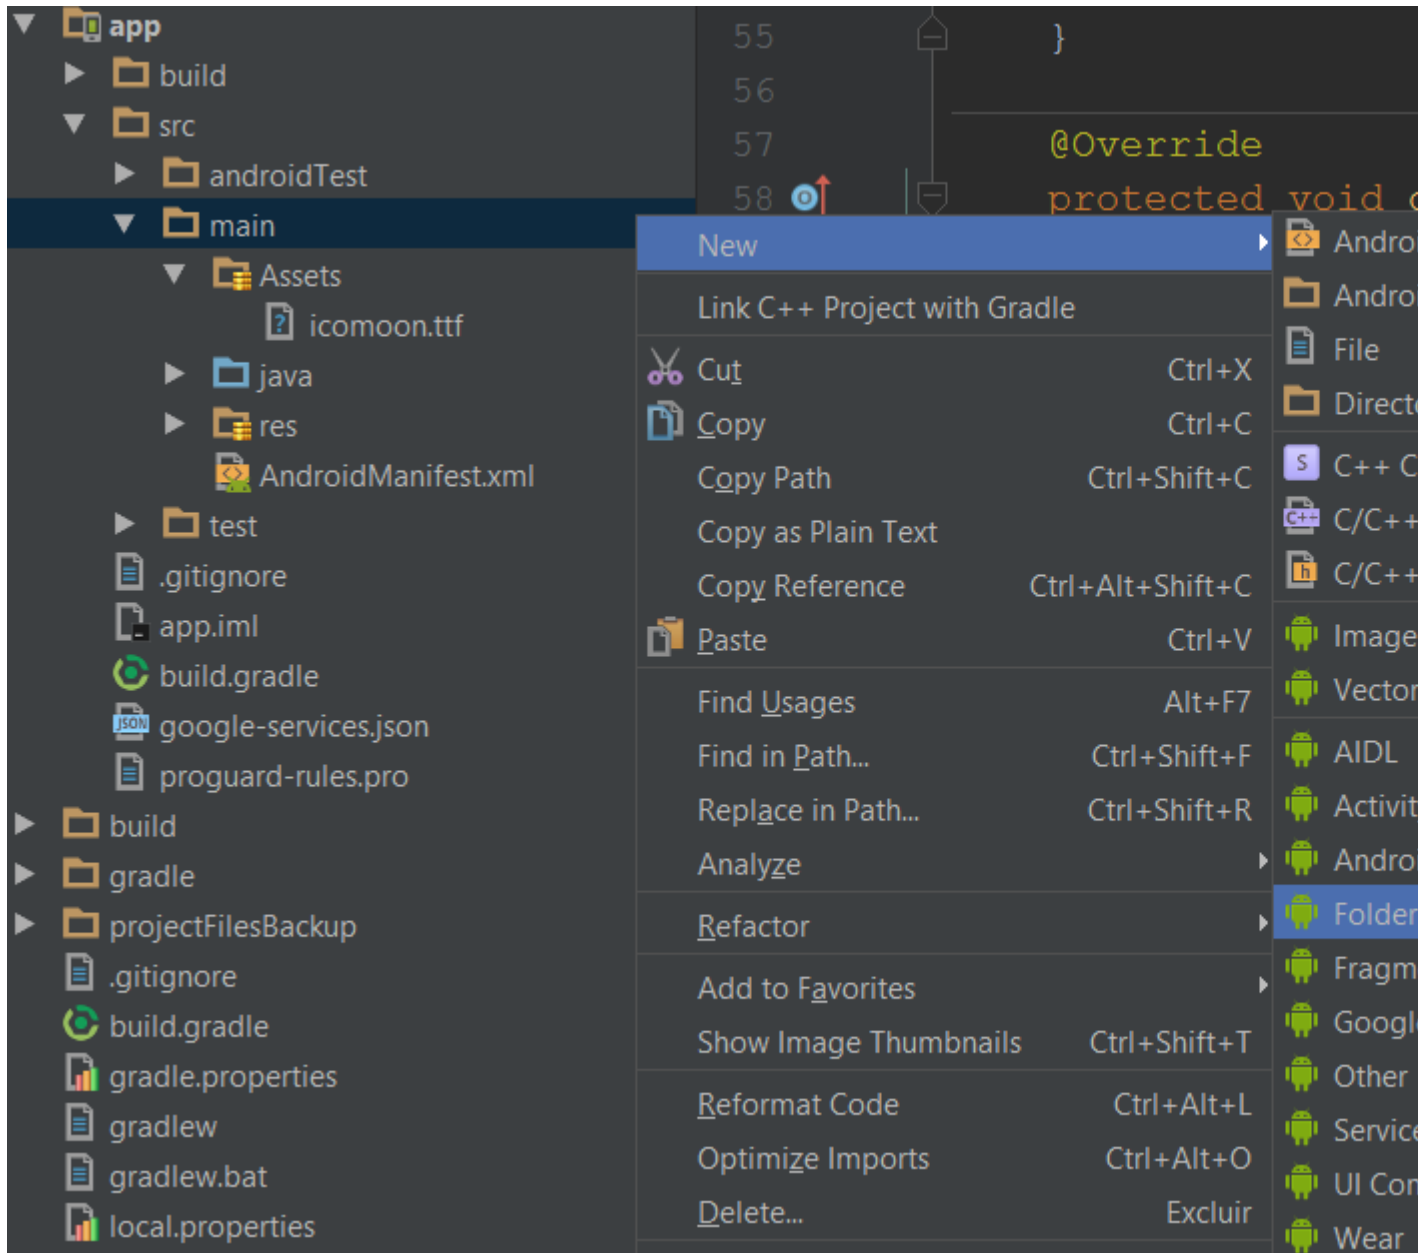 app
build
src
androidTest
main
Assets
icomoon.ttf
java
res
AndroidManifest.xml
test
.gitignore
app.iml
build.gradle
google-services.json
proguard-rules.pro
build
gradle
projectFilesBackup
.gitignore
build.gradle
gradle.properties
gradlew
gradlew.bat
local.properties
55 }
56
57 @Override
58 protected void
New
Link C++ Project with Gradle
Cut Ctrl+X
Copy Ctrl+C
Copy Path Ctrl+Shift+C
Copy as Plain Text
Copy Reference Ctrl+Alt+Shift+C
Paste Ctrl+V
Find Usages Alt+F7
Find in Path... Ctrl+Shift+F
Replace in Path... Ctrl+Shift+R
Analyze
Refactor
Add to Favorites
Show Image Thumbnails Ctrl+Shift+T
Reformat Code Ctrl+Alt+L
Optimize Imports Ctrl+Alt+O
Delete... Excluir
File
C++
C/C++
C/C++
Image
Vector
AIDL
Folder
Other
UI
Wear